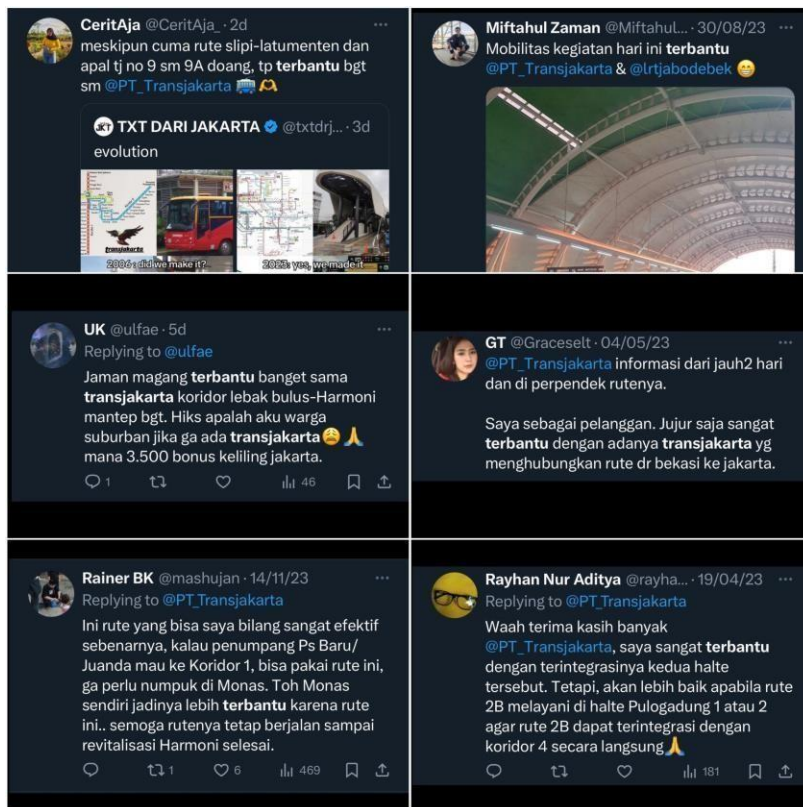 CeritAja @CeritAja_ · 2d
meskipun cuma rute slipi-latumenten dan
apal tj no 9 sm 9A doang, tp terbantu bgt
sm @PT_Transjakarta
JKT TXT DARI JAKARTA @txtdrj... · 3d
evolution
transjakarta
2006 : did we make it?
2023: yes, we made it
Miftahul Zaman @Miftahul... · 30/08/23
Mobilitas kegiatan hari ini terbantu
@PT_Transjakarta & @lrtjabodebek 😁
UK @ulfae · 5d
Replying to @ulfae
Jaman magang terbantu banget sama
transjakarta koridor lebak bulus-Harmoni
mantep bgt. Hiks apalah aku warga
suburban jika ga ada transjakarta😩🙏
mana 3.500 bonus keliling jakarta.
1 46
GT @Graceselt · 04/05/23
@PT_Transjakarta informasi dari jauh2 hari
dan di perpendek rutenya.
Saya sebagai pelanggan. Jujur saja sangat
terbantu dengan adanya transjakarta yg
menghubungkan rute dr bekasi ke jakarta.
Rainer BK @mashujan · 14/11/23
Replying to @PT_Transjakarta
Ini rute yang bisa saya bilang sangat efektif
sebenarnya, kalau penumpang Ps Baru/
Juanda mau ke Koridor 1, bisa pakai rute ini,
ga perlu numpuk di Monas. Toh Monas
sendiri jadinya lebih terbantu karena rute
ini.. semoga rutenya tetap berjalan sampai
revitalisasi Harmoni selesai.
1 6 469
Rayhan Nur Aditya @rayha... · 19/04/23
Replying to @PT_Transjakarta
Waah terima kasih banyak
@PT_Transjakarta, saya sangat terbantu
dengan terintegrasinya kedua halte
tersebut. Tetapi, akan lebih baik apabila rute
2B melayani di halte Pulogadung 1 atau 2
agar rute 2B dapat terintegrasi dengan
koridor 4 secara langsung🙏
181